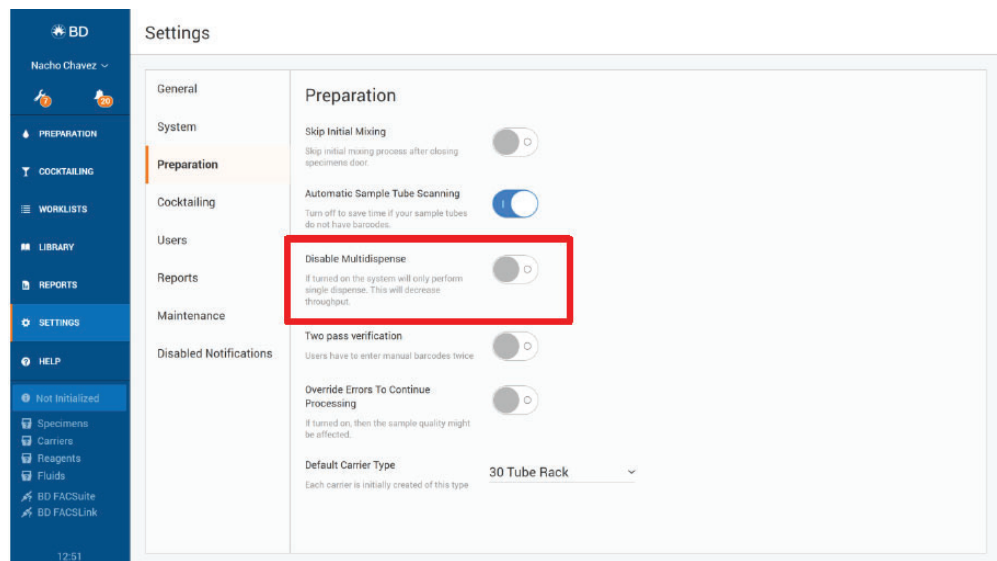 BD
Settings
Nacho Chavez
7
20
PREPARATION
COCKTAILING
WORKLISTS
LIBRARY
REPORTS
SETTINGS
HELP
Not Initialized
Specimens
Carriers
Reagents
Fluids
BD FACSuite
BD FACSLink
12:51
General
System
Preparation
Cocktailing
Users
Reports
Maintenance
Disabled Notifications
Preparation
Skip Initial Mixing
Skip initial mixing process after closing
specimens door.
Automatic Sample Tube Scanning
Turn off to save time if your sample tubes
do not have barcodes.
Disable Multidispense
If turned on the system will only perform
single dispense. This will decrease
throughput.
Two pass verification
Users have to enter manual barcodes twice
Override Errors To Continue
Processing
If turned on, then the sample quality might
be affected.
Default Carrier Type
Each carrier is initially created of this type
30 Tube Rack